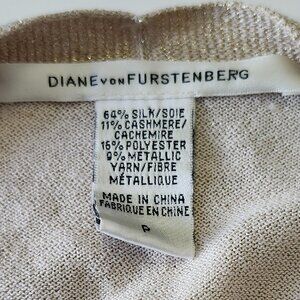 DIANE VON FURSTENBERG
64% SILK/SOIE
11% CASHMERE/
CACHEMIRE
16% POLYESTER
9% METALLIC
YARN/FIBRE
MÉTALLIQUE
MADE IN CHINA
FABRIQUE EN CHINE
P